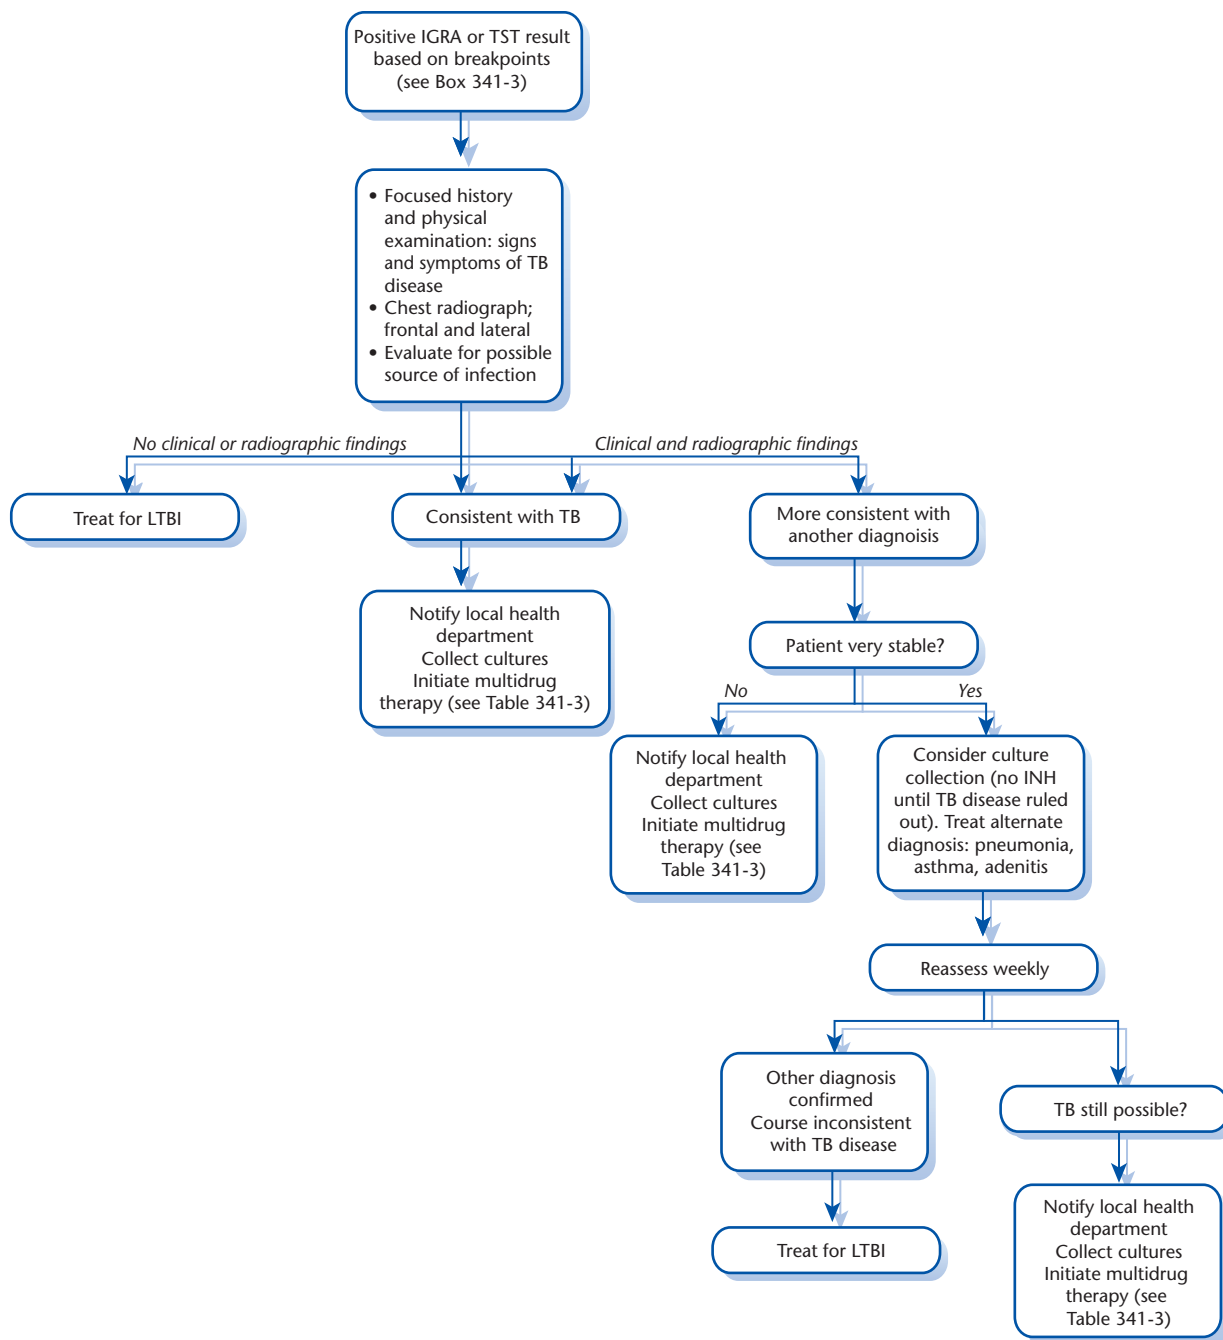 Positive IGRA or TST result
based on breakpoints
(see Box 341-3)
• Focused history
and physical
examination: signs
and symptoms of TB
disease
• Chest radiograph;
frontal and lateral
• Evaluate for possible
source of infection
No clinical or radiographic findings
Clinical and radiographic findings
Treat for LTBI
Consistent with TB
More consistent with
another diagnoisis
Notify local health
department
Collect cultures
Initiate multidrug
therapy (see Table 341-3)
Patient very stable?
No
Yes
Notify local health
department
Collect cultures
Initiate multidrug
therapy (see
Table 341-3)
Consider culture
collection (no INH
until TB disease ruled
out). Treat alternate
diagnosis: pneumonia,
asthma, adenitis
Reassess weekly
Other diagnosis
confirmed
Course inconsistent
with TB disease
TB still possible?
Treat for LTBI
Notify local health
department
Collect cultures
Initiate multidrug
therapy (see
Table 341-3)